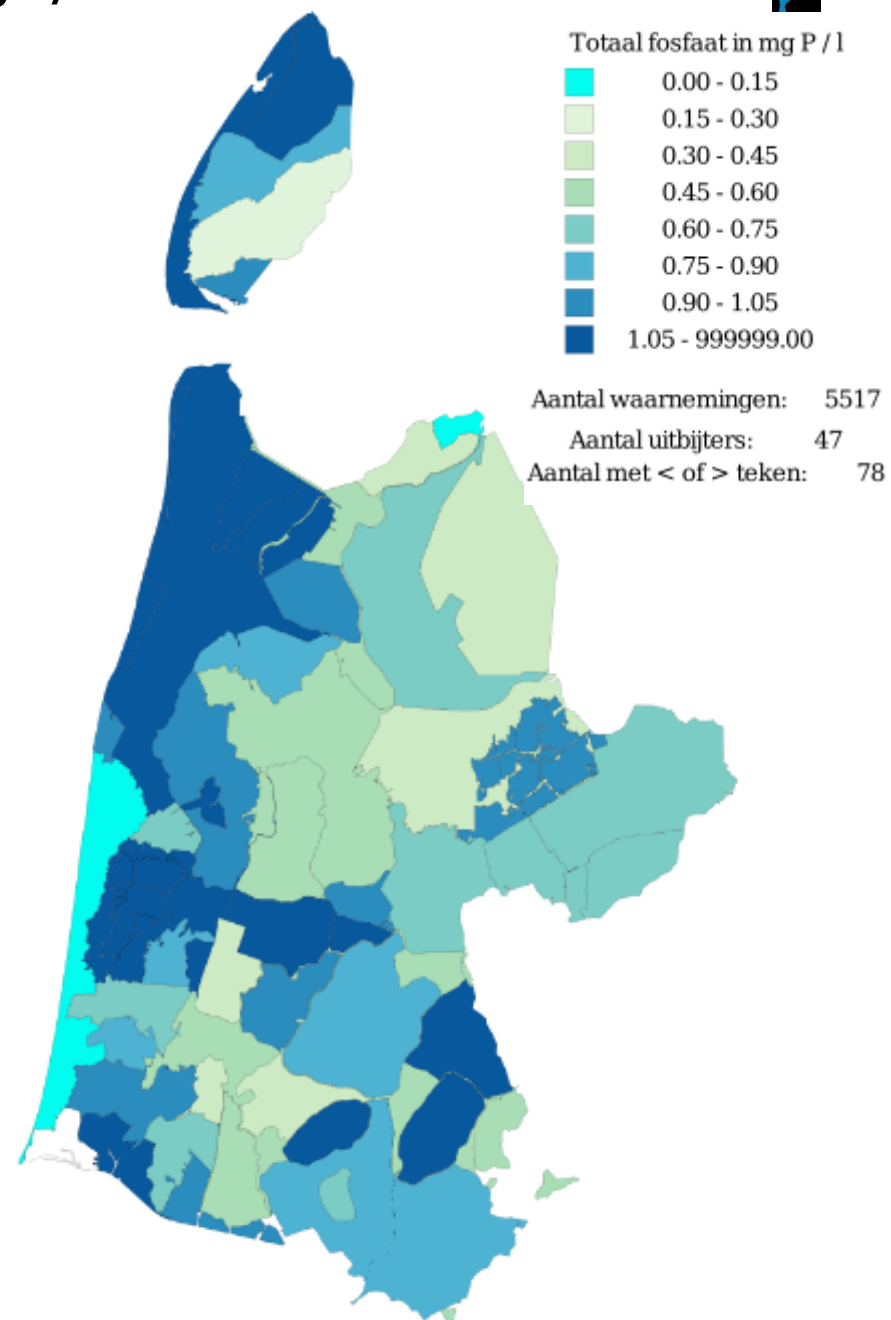 Totaal fosfaat in mg P / l
0.00 - 0.15
0.15 - 0.30
0.30 - 0.45
0.45 - 0.60
0.60 - 0.75
0.75 - 0.90
0.90 - 1.05
1.05 - 999999.00
Aantal waarnemingen: 5517
Aantal uitbijters: 47
Aantal met < of > teken: 78